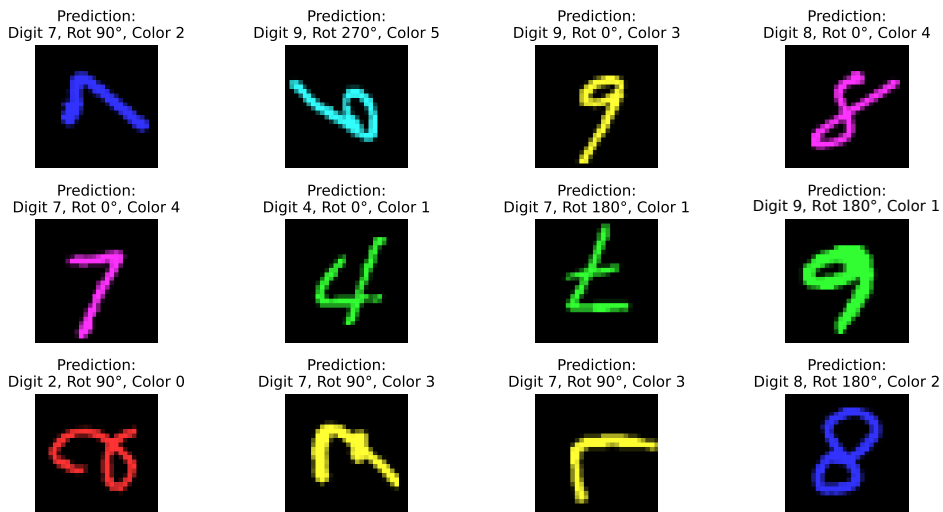 Prediction:
Digit 7, Rot 90°, Color 2
Prediction:
Digit 9, Rot 270°, Color 5
Prediction:
Digit 9, Rot 0°, Color 3
Prediction:
Digit 8, Rot 0°, Color 4
Prediction:
Digit 7, Rot 0°, Color 4
Prediction:
Digit 4, Rot 0°, Color 1
Prediction:
Digit 7, Rot 180°, Color 1
Prediction:
Digit 9, Rot 180°, Color 1
Prediction:
Digit 2, Rot 90°, Color 0
Prediction:
Digit 7, Rot 90°, Color 3
Prediction:
Digit 7, Rot 90°, Color 3
Prediction:
Digit 8, Rot 180°, Color 2